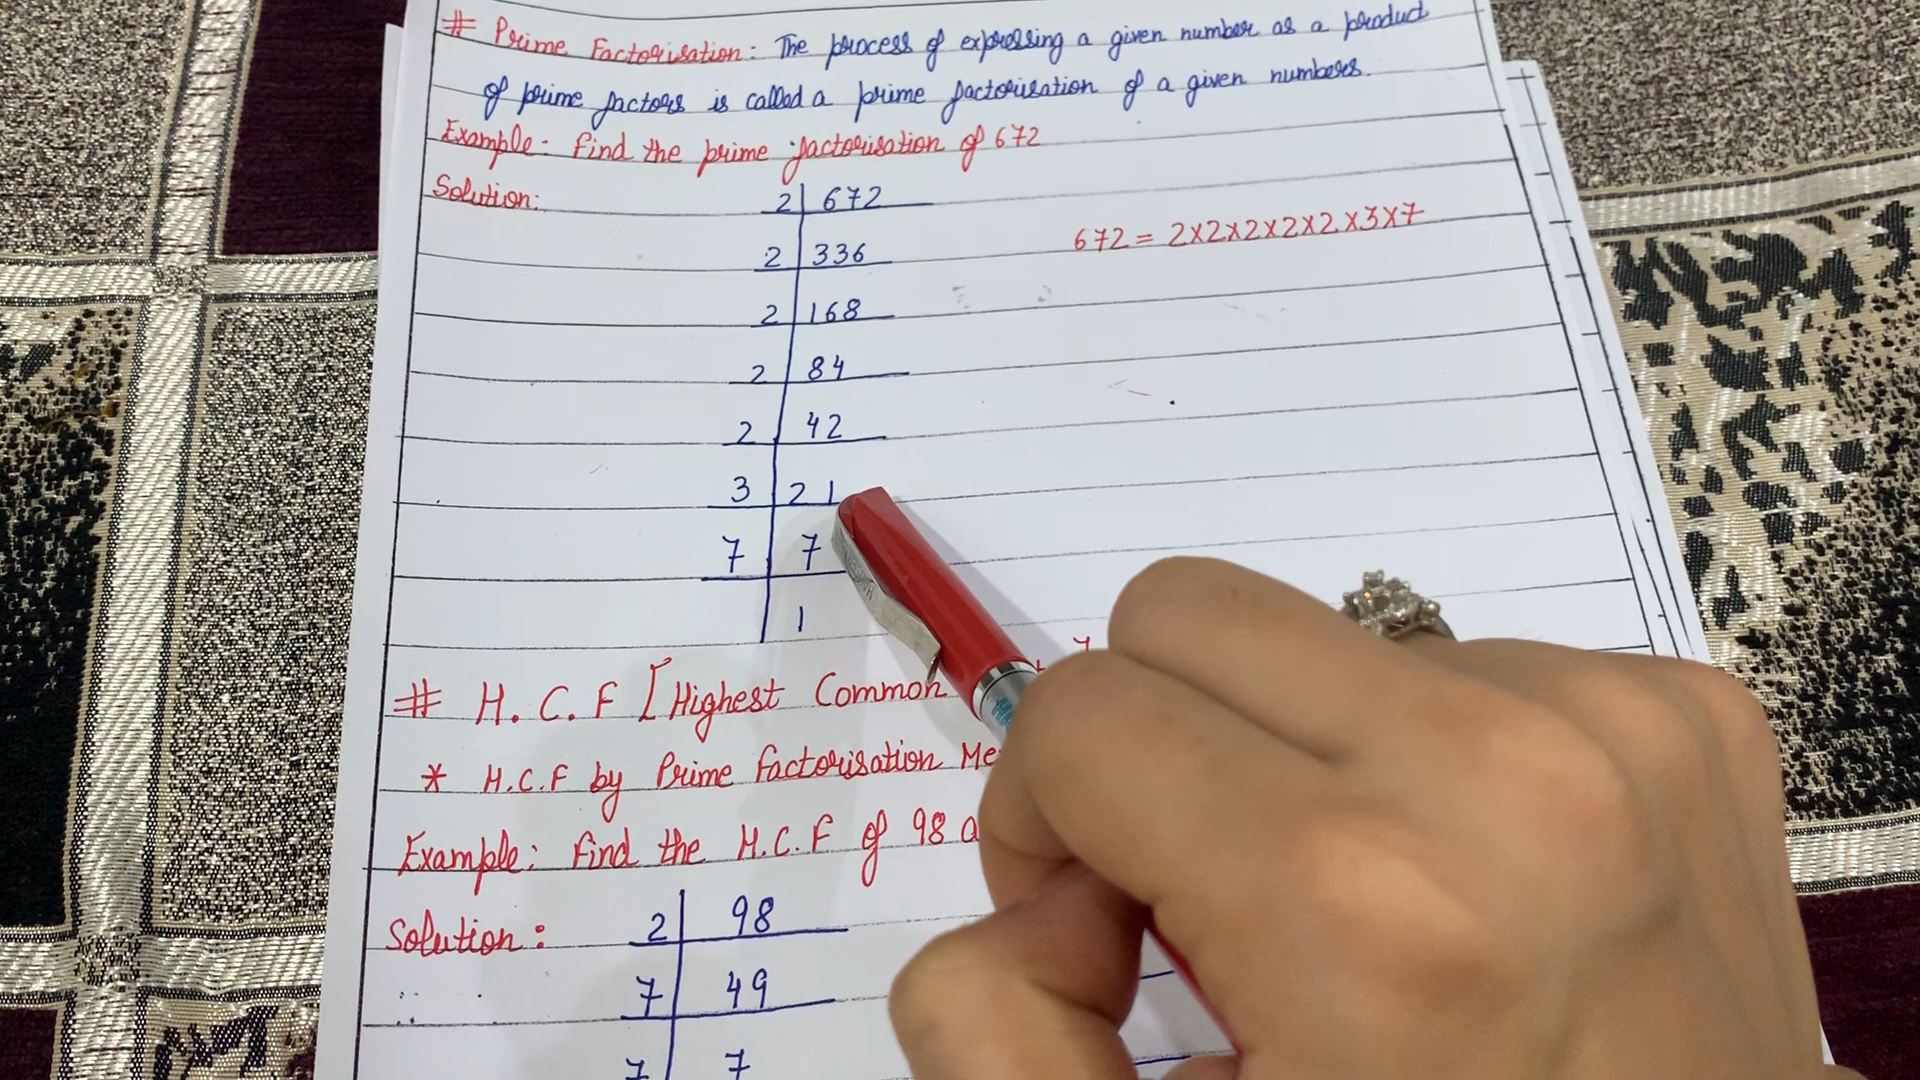 # Prime Factorisation: The process of expressing a given number as a product
of prime factors is called a prime factorisation of a given numbers.
Example- Find the prime factorisation of 672
Solution:
2 | 672
2 | 336
2 | 168
2 | 84
2 | 42
3 | 21
7 | 7
1
672 = 2×2×2×2×2×3×7
# H.C.F [Highest Common
* H.C.F by Prime Factorisation Me
Example: Find the H.C.F of 98 a
Solution:
2 | 98
7 | 49
7 | 7